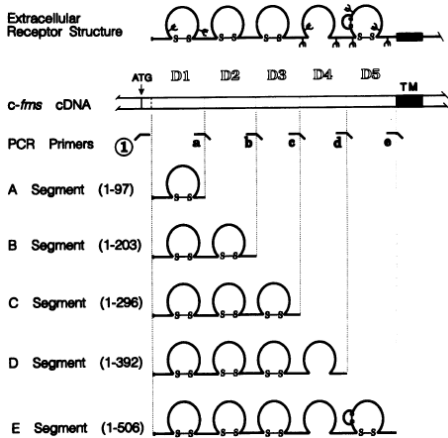 Extracellular
Receptor Structure
S-S S-S S-S S-S
ATG D1 D2 D3 D4 D5 TM
c-fms cDNA
PCR Primers 1 a b c d e
A Segment (1-97)
S-S
B Segment (1-203)
S-S S-S
C Segment (1-296)
S-S S-S S-S
D Segment (1-392)
S-S S-S S-S
E Segment (1-506)
S-S S-S S-S S-S